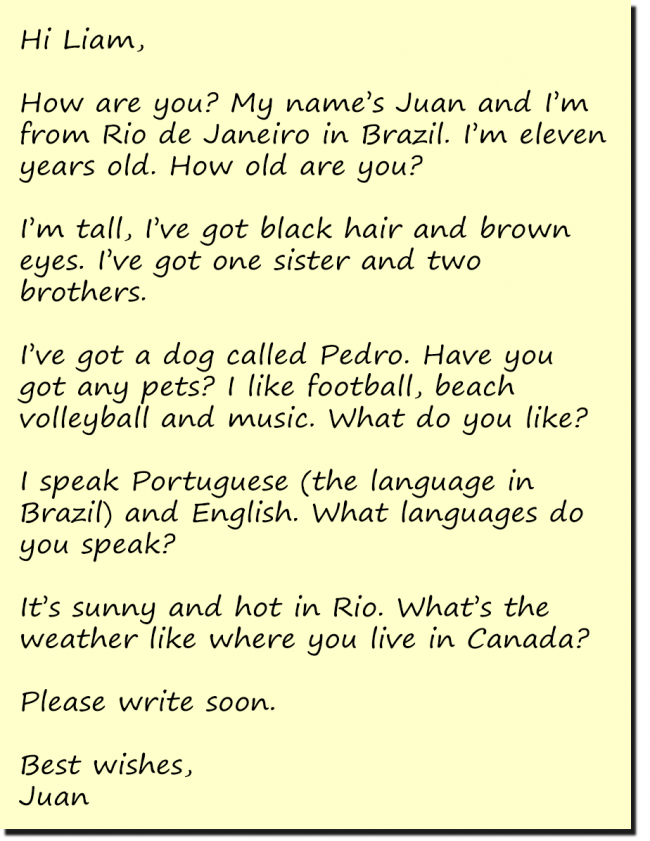 Hi Liam,
How are you? My name's Juan and I'm
from Rio de Janeiro in Brazil. I'm eleven
years old. How old are you?
I'm tall, I've got black hair and brown
eyes. I've got one sister and two
brothers.
I've got a dog called Pedro. Have you
got any pets? I like football, beach
volleyball and music. What do you like?
I speak Portuguese (the language in
Brazil) and English. What languages do
you speak?
It's sunny and hot in Rio. What's the
weather like where you live in Canada?
Please write soon.
Best wishes,
Juan